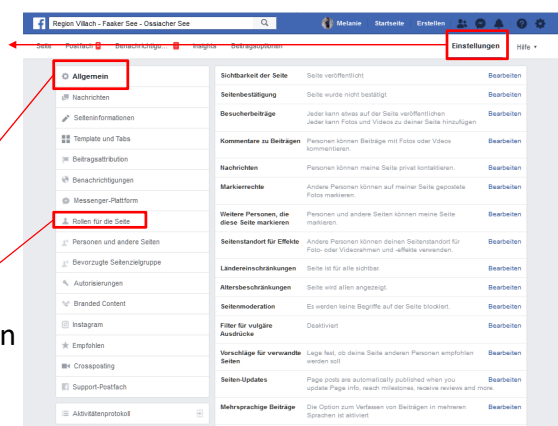 Region Villach - Faaker See - Ossiacher See
Melanie Startseite Erstellen
Seite Postfach Benachrichtigu... Insights Beitragsoptionen Einstellungen Hilfe
Allgemein
Nachrichten
Seiteninformationen
Template und Tabs
Beitragsattribution
Benachrichtigungen
Messenger-Plattform
Rollen für die Seite
Personen und andere Seiten
Bevorzugte Seitenzielgruppe
Autorisierungen
Branded Content
Instagram
Empfohlen
Crossposting
Support-Postfach
Aktivitätenprotokoll
Sichtbarkeit der Seite Seite veröffentlicht Bearbeiten
Seitenbestätigung Seite wurde nicht bestätigt Bearbeiten
Besucherbeiträge Jeder kann etwas auf der Seite veröffentlichen Bearbeiten
Jeder kann Fotos und Videos zu deiner Seite hinzufügen
Kommentare zu Beiträgen Personen können Beiträge mit Fotos oder Videos Bearbeiten
kommentieren.
Nachrichten Personen können meine Seite privat kontaktieren. Bearbeiten
Markierrechte Andere Personen können auf meiner Seite gepostete Bearbeiten
Fotos markieren.
Weitere Personen, die Personen und andere Seiten können meine Seite Bearbeiten
diese Seite markieren markieren.
Seitenstandort für Effekte Andere Personen können deinen Seitenstandort für Bearbeiten
Foto- oder Videorahmen und -effekte verwenden.
Ländereinschränkungen Seite ist für alle sichtbar. Bearbeiten
Altersbeschränkungen Seite wird allen angezeigt. Bearbeiten
Seitenmoderation Es werden keine Begriffe auf der Seite blockiert. Bearbeiten
Filter für vulgäre Deaktiviert Bearbeiten
Ausdrücke
Vorschläge für verwandte Lege fest, ob deine Seite anderen Personen empfohlen Bearbeiten
Seiten werden soll
Seiten-Updates Page posts are automatically published when you Bearbeiten
update Page info, reach milestones, receive reviews and more.
Mehrsprachige Beiträge Die Option zum Verfassen von Beiträgen in mehreren Bearbeiten
Sprachen ist aktiviert
n